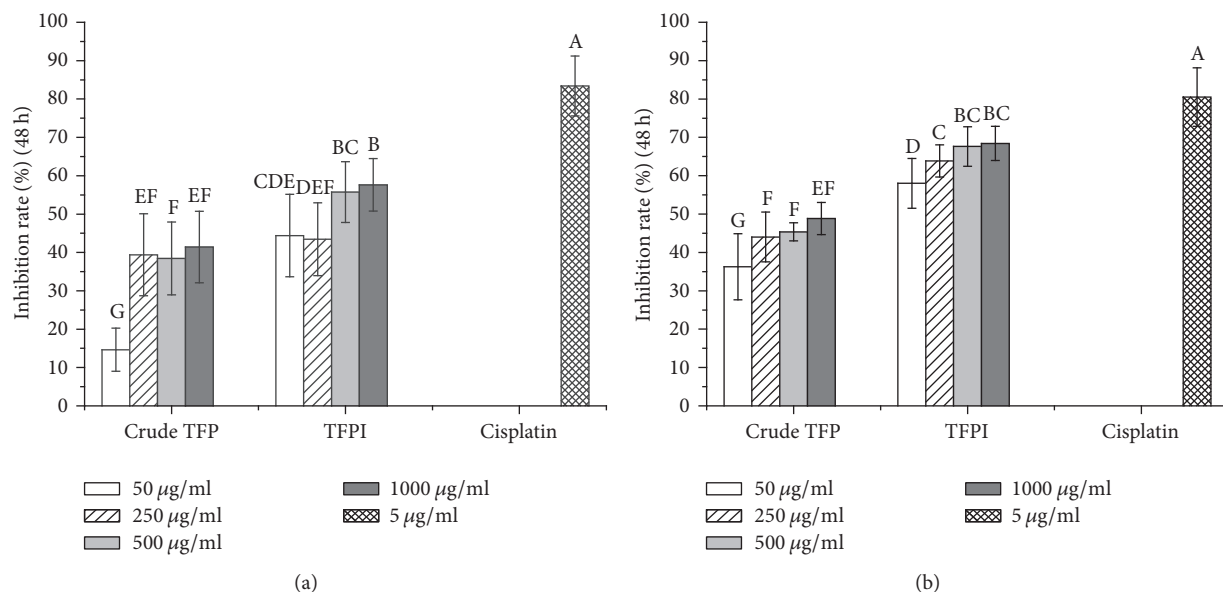 Inhibition rate (%) (48 h)
100
90
80
70
60
50
40
30
20
10
0
G
EF
F
EF
CDE
DEF
BC
B
A
Crude TFP
TFPI
Cisplatin
50 μg/ml
250 μg/ml
500 μg/ml
1000 μg/ml
5 μg/ml
(a)
Inhibition rate (%) (48 h)
100
90
80
70
60
50
40
30
20
10
0
G
F
F
EF
D
C
BC
BC
A
Crude TFP
TFPI
Cisplatin
50 μg/ml
250 μg/ml
500 μg/ml
1000 μg/ml
5 μg/ml
(b)